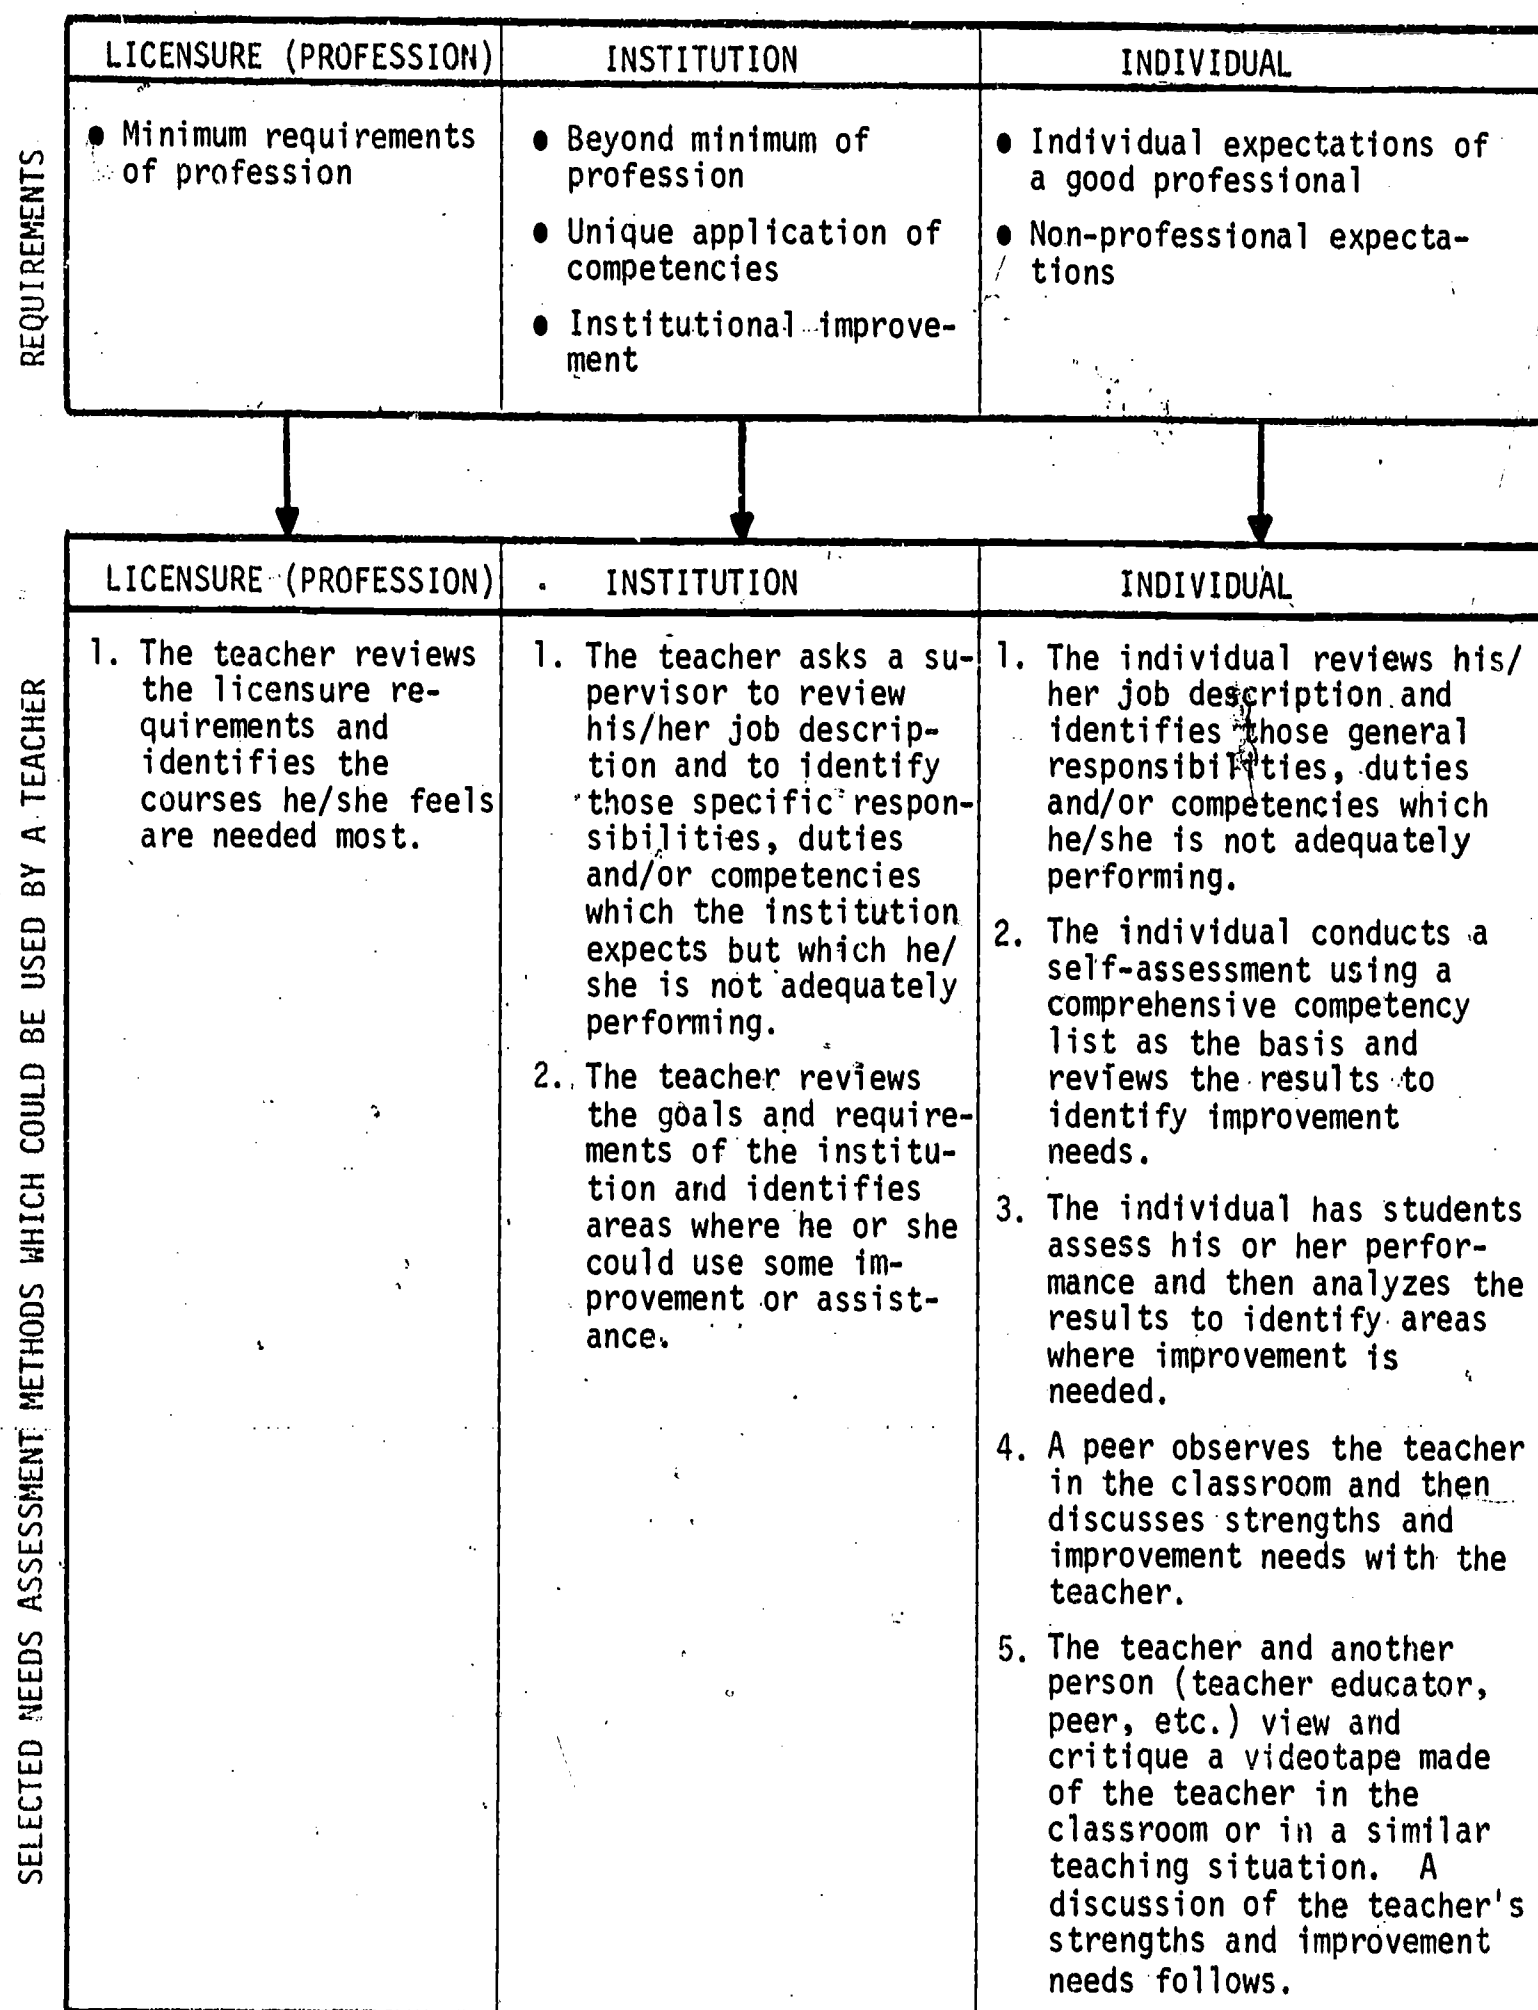 REQUIREMENTS
LICENSURE (PROFESSION)
● Minimum requirements
of profession
INSTITUTION
● Beyond minimum of
profession
● Unique application of
competencies
● Institutional improve-
ment
INDIVIDUAL
● Individual expectations of
a good professional
● Non-professional expecta-
tions
SELECTED NEEDS ASSESSMENT METHODS WHICH COULD BE USED BY A TEACHER
LICENSURE (PROFESSION)
1. The teacher reviews
the licensure re-
quirements and
identifies the
courses he/she feels
are needed most.
INSTITUTION
1. The teacher asks a su-
pervisor to review
his/her job descrip-
tion and to identify
those specific respon-
sibilities, duties
and/or competencies
which the institution
expects but which he/
she is not adequately
performing.
2. The teacher reviews
the goals and require-
ments of the institu-
tion and identifies
areas where he or she
could use some im-
provement or assist-
ance.
INDIVIDUAL
1. The individual reviews his/
her job description and
identifies those general
responsibilities, duties
and/or competencies which
he/she is not adequately
performing.
2. The individual conducts a
self-assessment using a
comprehensive competency
list as the basis and
reviews the results to
identify improvement
needs.
3. The individual has students
assess his or her perfor-
mance and then analyzes the
results to identify areas
where improvement is
needed.
4. A peer observes the teacher
in the classroom and then
discusses strengths and
improvement needs with the
teacher.
5. The teacher and another
person (teacher educator,
peer, etc.) view and
critique a videotape made
of the teacher in the
classroom or in a similar
teaching situation. A
discussion of the teacher's
strengths and improvement
needs follows.